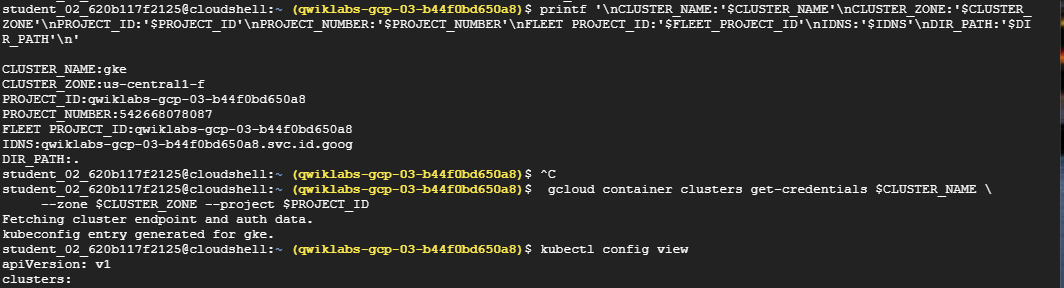 student_02_620b117f2125@cloudshell:~ (qwiklabs-gcp-03-b44f0bd650a8)$ printf '\nCLUSTER_NAME:'$CLUSTER_NAME'\nCLUSTER_ZONE:'$CLUSTER_
ZONE'\nPROJECT_ID:'$PROJECT_ID'\nPROJECT_NUMBER:'$PROJECT_NUMBER'\nFLEET PROJECT_ID:'$FLEET_PROJECT_ID'\nIDNS:'$IDNS'\nDIR_PATH:'$DI
R_PATH'\n'
CLUSTER_NAME:gke
CLUSTER_ZONE:us-central1-f
PROJECT_ID:qwiklabs-gcp-03-b44f0bd650a8
PROJECT_NUMBER:542668078087
FLEET PROJECT_ID:qwiklabs-gcp-03-b44f0bd650a8
IDNS:qwiklabs-gcp-03-b44f0bd650a8.svc.id.goog
DIR_PATH:.
student_02_620b117f2125@cloudshell:~ (qwiklabs-gcp-03-b44f0bd650a8)$ ^C
student_02_620b117f2125@cloudshell:~ (qwiklabs-gcp-03-b44f0bd650a8)$  gcloud container clusters get-credentials $CLUSTER_NAME \
     --zone $CLUSTER_ZONE --project $PROJECT_ID
Fetching cluster endpoint and auth data.
kubeconfig entry generated for gke.
student_02_620b117f2125@cloudshell:~ (qwiklabs-gcp-03-b44f0bd650a8)$ kubectl config view
apiVersion: v1
clusters: